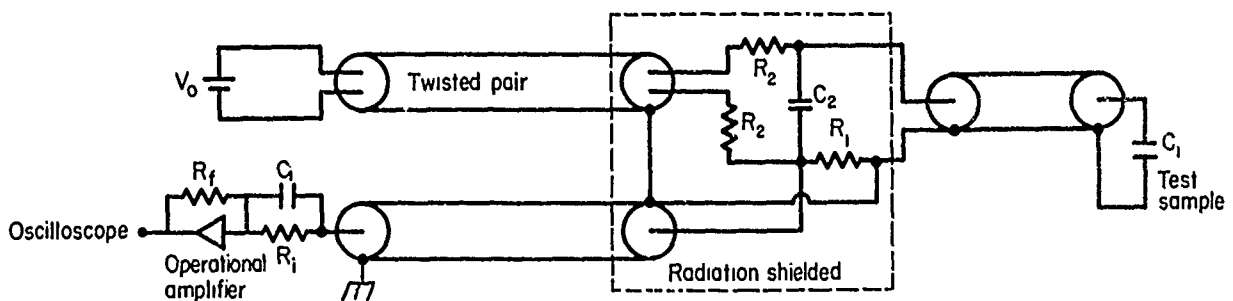 V₀
Twisted pair
R₂
C₂
R₂
R₁
C₁
Test
sample
R_f
C_i
R_i
Oscilloscope
Operational
amplifier
Radiation shielded